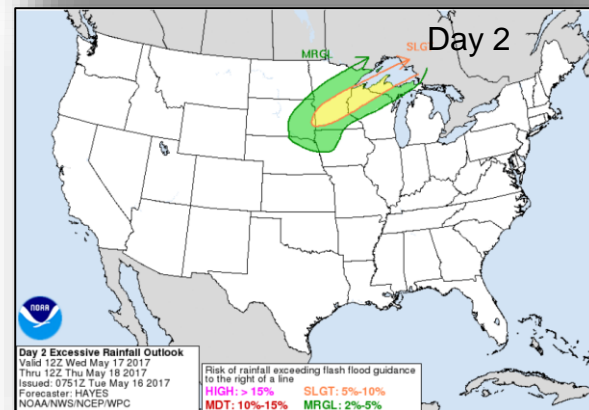 Day 2
MRGL
SLGT
NOAA
Day 2 Excessive Rainfall Outlook
Valid 12Z Wed May 17 2017
Thru 12Z Thu May 18 2017
Issued: 0751Z Tue May 16 2017
Forecaster: HAYES
NOAA/NWS/NCEP/WPC
Risk of rainfall exceeding flash flood guidance
to the right of a line
HIGH: > 15% SLGT: 5%-10%
MDT: 10%-15% MRGL: 2%-5%